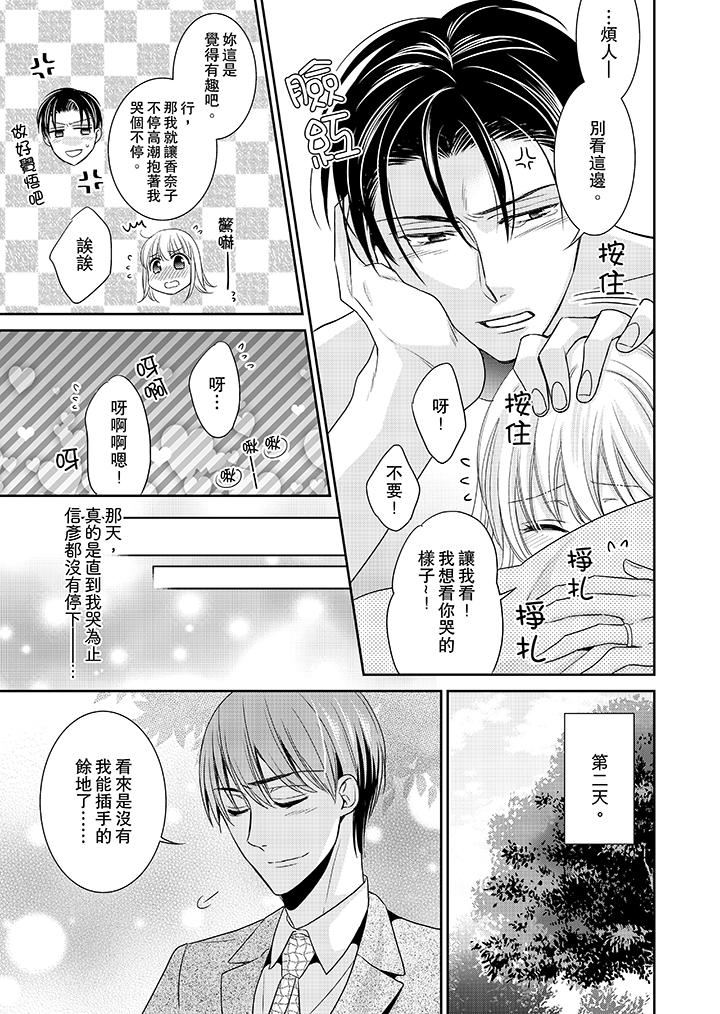 …煩人—
別看這邊。
臉紅
按住
按住
呀！
不要！
讓我看！
我想看你哭的
樣子~！
掙扎
掙扎
妳這是
覺得有趣吧。
行，
那我就讓香奈子
不停高潮抱著我
哭個不停。
做好覺悟吧
驚嚇
誒誒
呀…
呀啊
呀啊啊嗯！
呀
那天，
真的是直到我哭為止
信彥都沒有停下——…
第二天。
看來是沒有
我能插手的
餘地了……